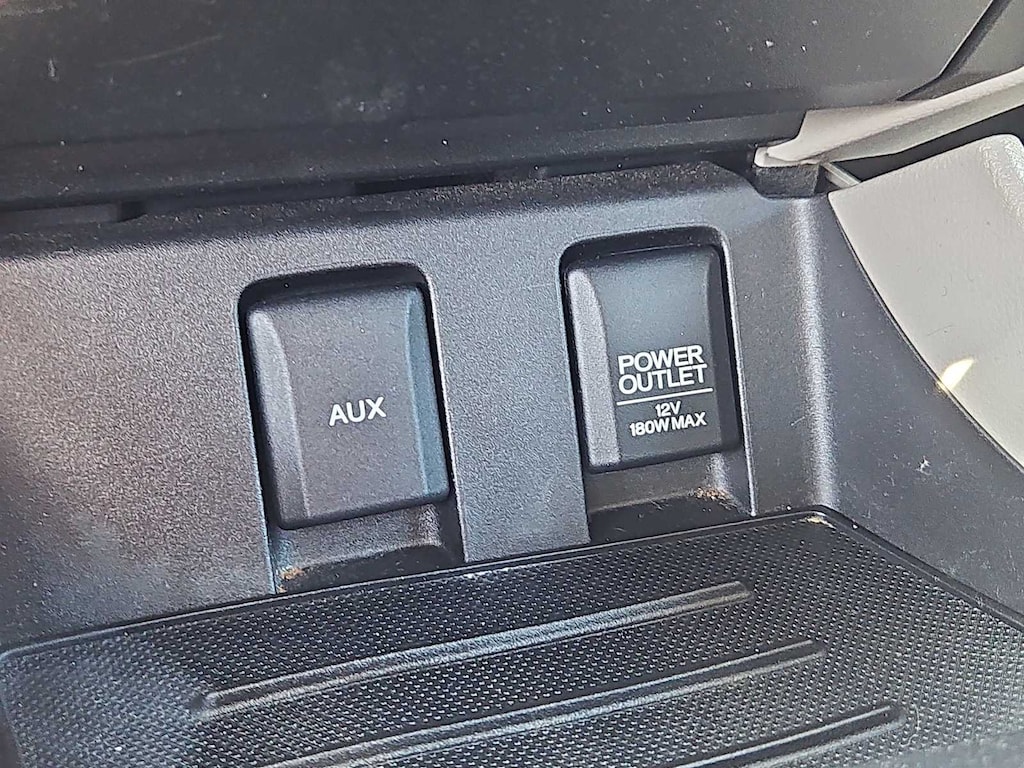 AUX
POWER
OUTLET
12V
180W MAX